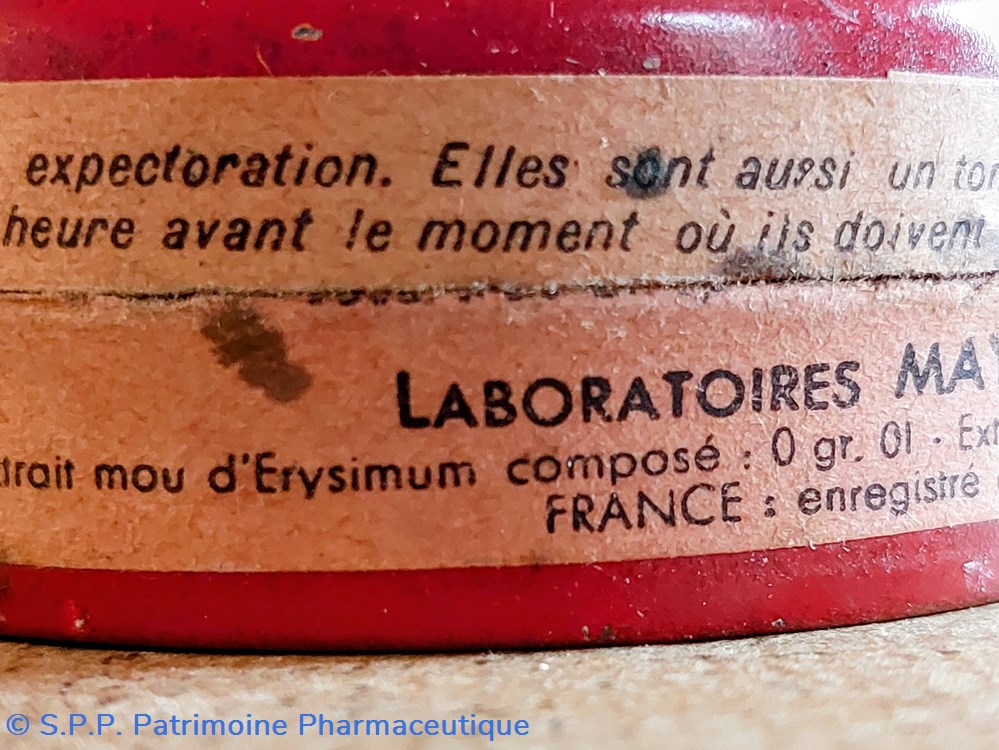 expectoration. Elles sont aussi un
heure avant le moment où ils doivent
LABORATOIRES
mou d'Erysimum composé : 0 gr. 01 -
FRANCE : enregistré
© S.P.P. Patrimoine Pharmaceutique